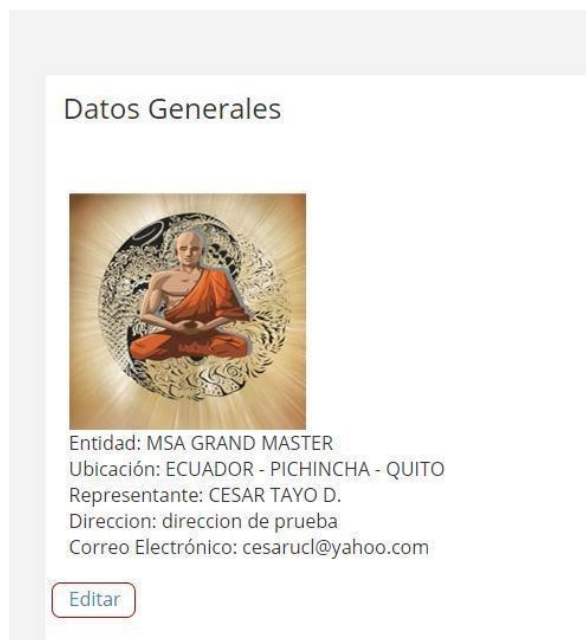 Datos Generales
Entidad: MSA GRAND MASTER
Ubicación: ECUADOR - PICHINCHA - QUITO
Representante: CESAR TAYO D.
Direccion: direccion de prueba
Correo Electrónico: cesarucl@yahoo.com
Editar